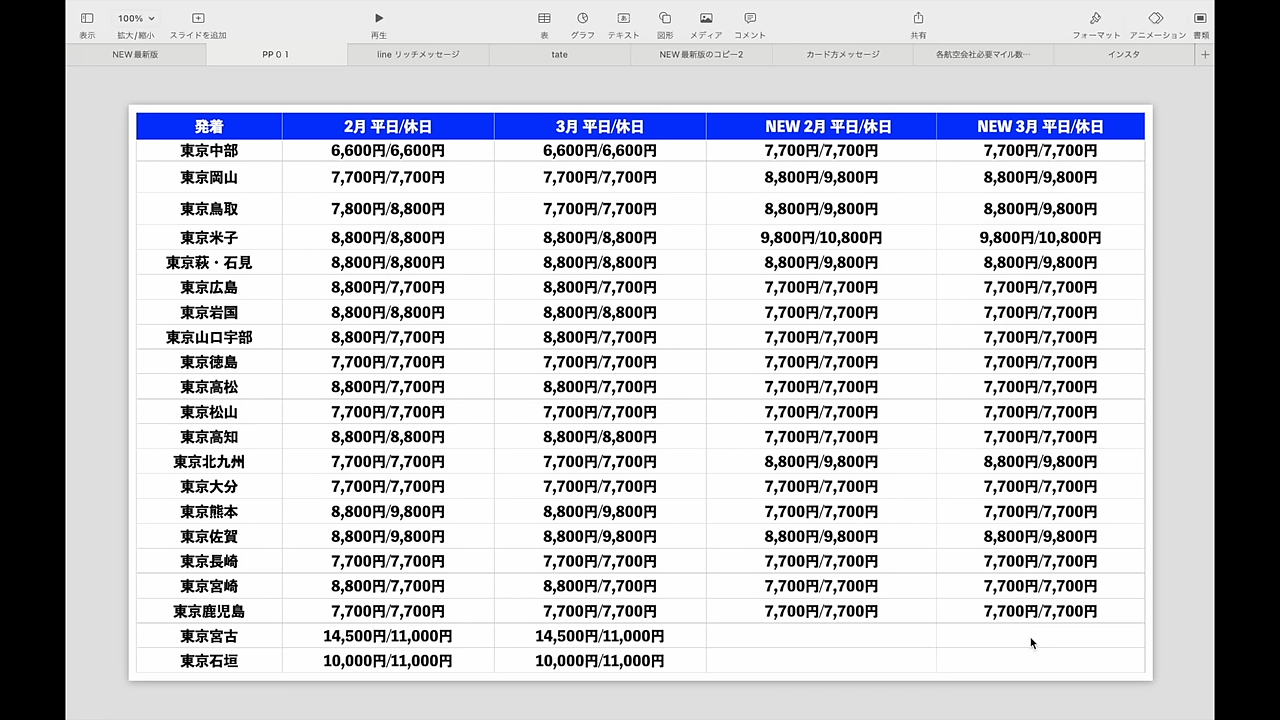 100%
表示 拡大/縮小 スライドを追加 再生 表 グラフ テキスト 図形 メディア コメント 共有 フォーマット アニメーション 書類
NEW 最新版 PP 0 1 line リッチメッセージ tate NEW 最新版のコピー2 カード方メッセージ 各航空会社必要マイル数… インスタ
発着 2月 平日/休日 3月 平日/休日 NEW 2月 平日/休日 NEW 3月 平日/休日
東京中部 6,600円/6,600円 6,600円/6,600円 7,700円/7,700円 7,700円/7,700円
東京岡山 7,700円/7,700円 7,700円/7,700円 8,800円/9,800円 8,800円/9,800円
東京鳥取 7,800円/8,800円 7,700円/7,700円 8,800円/9,800円 8,800円/9,800円
東京米子 8,800円/8,800円 8,800円/8,800円 9,800円/10,800円 9,800円/10,800円
東京萩・石見 8,800円/8,800円 8,800円/8,800円 8,800円/9,800円 8,800円/9,800円
東京広島 8,800円/7,700円 8,800円/7,700円 7,700円/7,700円 7,700円/7,700円
東京岩国 8,800円/8,800円 8,800円/8,800円 7,700円/7,700円 7,700円/7,700円
東京山口宇部 8,800円/7,700円 8,800円/7,700円 7,700円/7,700円 7,700円/7,700円
東京徳島 7,700円/7,700円 7,700円/7,700円 7,700円/7,700円 7,700円/7,700円
東京高松 8,800円/7,700円 8,800円/7,700円 7,700円/7,700円 7,700円/7,700円
東京松山 7,700円/7,700円 7,700円/7,700円 7,700円/7,700円 7,700円/7,700円
東京高知 8,800円/8,800円 8,800円/8,800円 7,700円/7,700円 7,700円/7,700円
東京北九州 7,700円/7,700円 7,700円/7,700円 8,800円/9,800円 8,800円/9,800円
東京大分 7,700円/7,700円 7,700円/7,700円 7,700円/7,700円 7,700円/7,700円
東京熊本 8,800円/9,800円 8,800円/9,800円 7,700円/7,700円 7,700円/7,700円
東京佐賀 8,800円/9,800円 8,800円/9,800円 8,800円/9,800円 8,800円/9,800円
東京長崎 7,700円/7,700円 7,700円/7,700円 7,700円/7,700円 7,700円/7,700円
東京宮崎 8,800円/7,700円 8,800円/7,700円 7,700円/7,700円 7,700円/7,700円
東京鹿児島 7,700円/7,700円 7,700円/7,700円 7,700円/7,700円 7,700円/7,700円
東京宮古 14,500円/11,000円 14,500円/11,000円
東京石垣 10,000円/11,000円 10,000円/11,000円